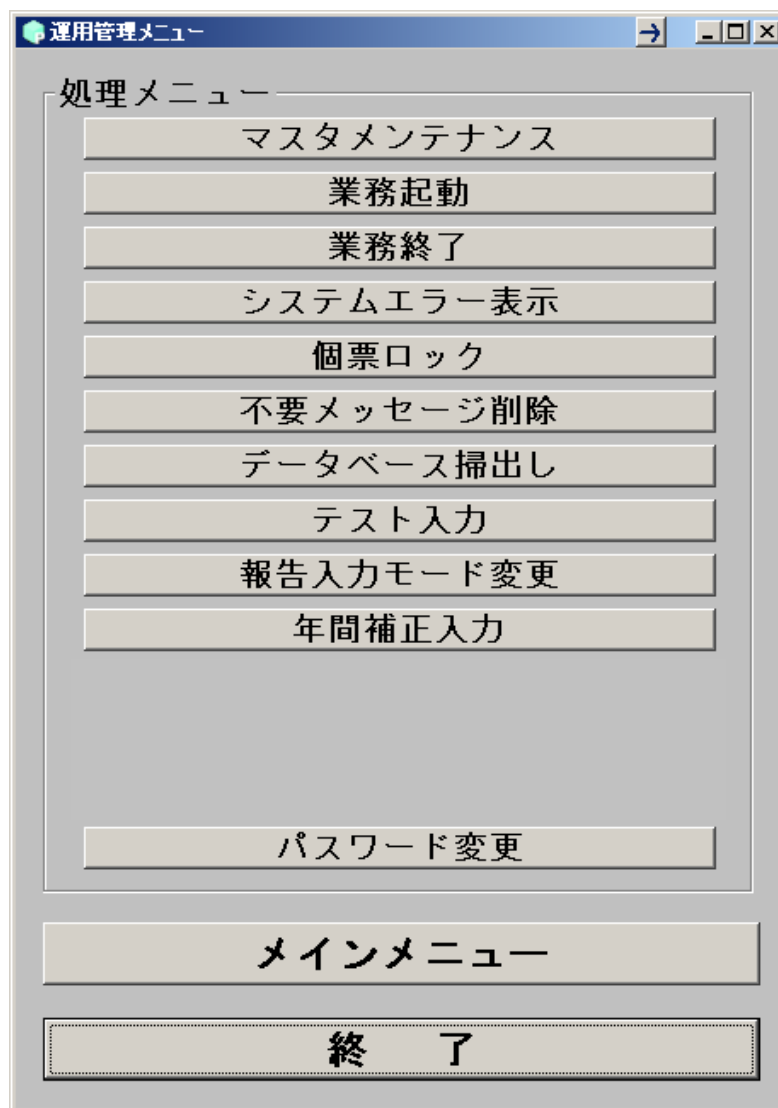 運用管理メニュー
処理メニュー
マスタメンテナンス
業務起動
業務終了
システムエラー表示
個票ロック
不要メッセージ削除
データベース掃出し
テスト入力
報告入力モード変更
年間補正入力
パスワード変更
メインメニュー
終　了